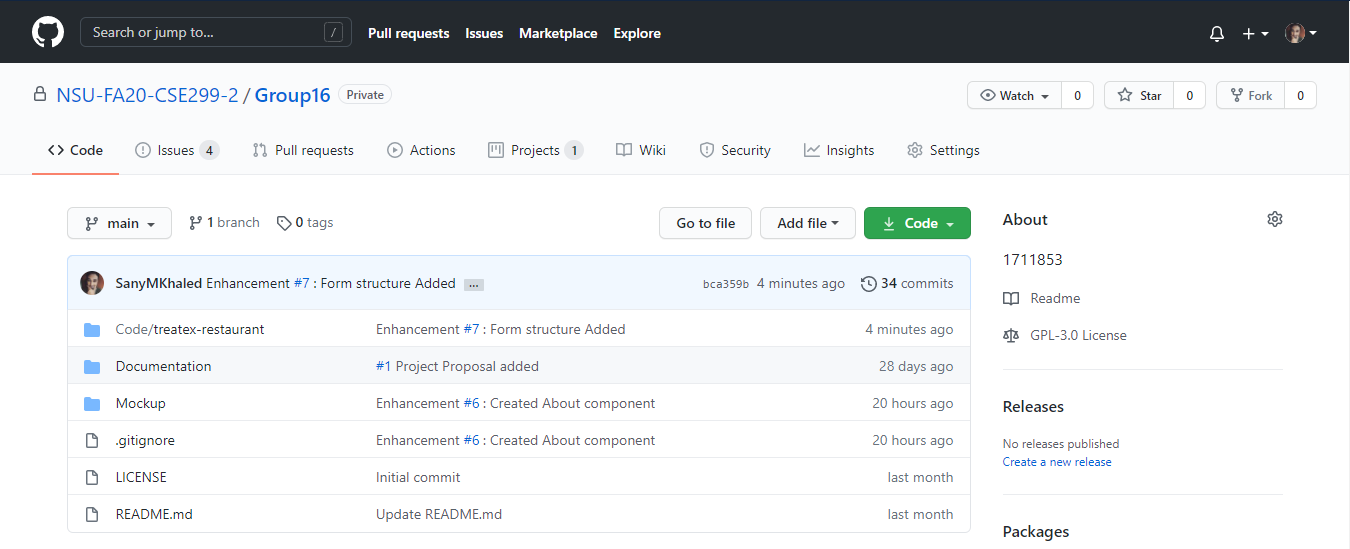 Search or jump to... / Pull requests Issues Marketplace Explore
NSU-FA20-CSE299-2 / Group16 Private Watch 0 Star 0 Fork 0
Code Issues 4 Pull requests Actions Projects 1 Wiki Security Insights Settings
main 1 branch 0 tags Go to file Add file Code
SanyMKhaled Enhancement #7 : Form structure Added ... bca359b 4 minutes ago 34 commits
Code/treatex-restaurant Enhancement #7 : Form structure Added 4 minutes ago
Documentation #1 Project Proposal added 28 days ago
Mockup Enhancement #6 : Created About component 20 hours ago
.gitignore Enhancement #6 : Created About component 20 hours ago
LICENSE Initial commit last month
README.md Update README.md last month
About
1711853
Readme
GPL-3.0 License
Releases
No releases published
Create a new release
Packages